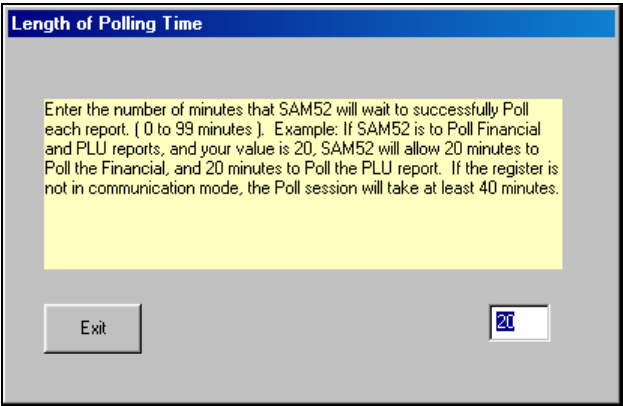 Length of Polling Time
Enter the number of minutes that SAM52 will wait to successfully Poll
each report. ( 0 to 99 minutes ).  Example: If SAM52 is to Poll Financial
and PLU reports, and your value is 20, SAM52 will allow 20 minutes to
Poll the Financial, and 20 minutes to Poll the PLU report.  If the register is
not in communication mode, the Poll session will take at least 40 minutes.
Exit
20